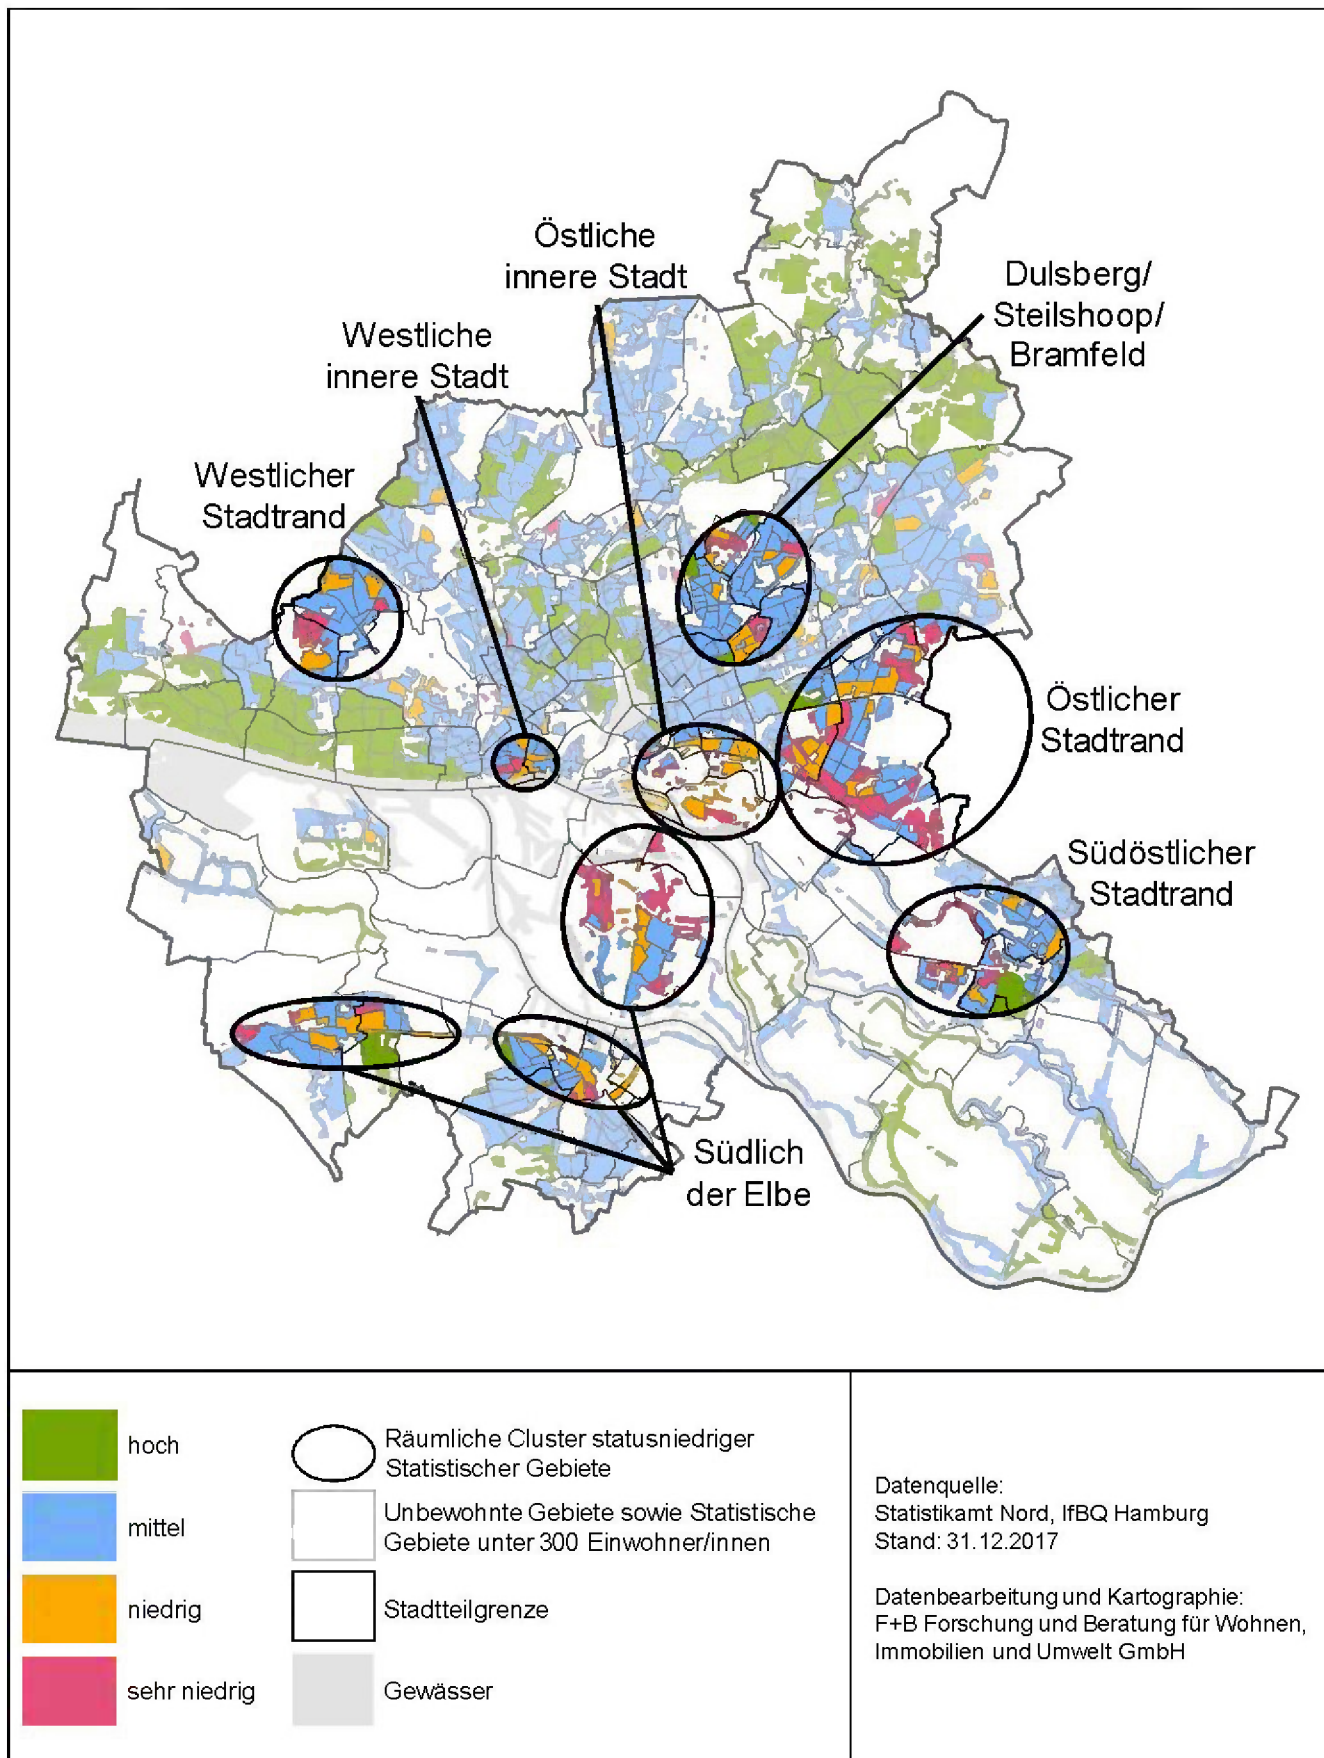 Östliche
innere Stadt
Dulsberg/
Steilshoop/
Bramfeld
Westliche
innere Stadt
Westlicher
Stadtrand
Östlicher
Stadtrand
Südöstlicher
Stadtrand
Südlich
der Elbe
hoch
mittel
niedrig
sehr niedrig
Räumliche Cluster statusniedriger
Statistischer Gebiete
Unbewohnte Gebiete sowie Statistische
Gebiete unter 300 Einwohner/innen
Stadtteilgrenze
Gewässer
Datenquelle:
Statistikamt Nord, IfBQ Hamburg
Stand: 31.12.2017
Datenbearbeitung und Kartographie:
F+B Forschung und Beratung für Wohnen,
Immobilien und Umwelt GmbH